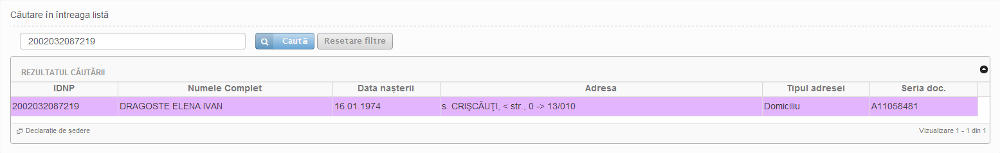 Căutare în întreaga listă
2002032087219 Caută Resetare filtre
REZULTATUL CĂUTĂRII
IDNP Numele Complet Data nașterii Adresa Tipul adresei Seria doc.
2002032087219 DRAGOSTE ELENA IVAN 16.01.1974 s. CRIŞCĂUŢI, < str., 0 -> 13/010 Domiciliu A11058481
Declarație de ședere Vizualizare 1 - 1 din 1